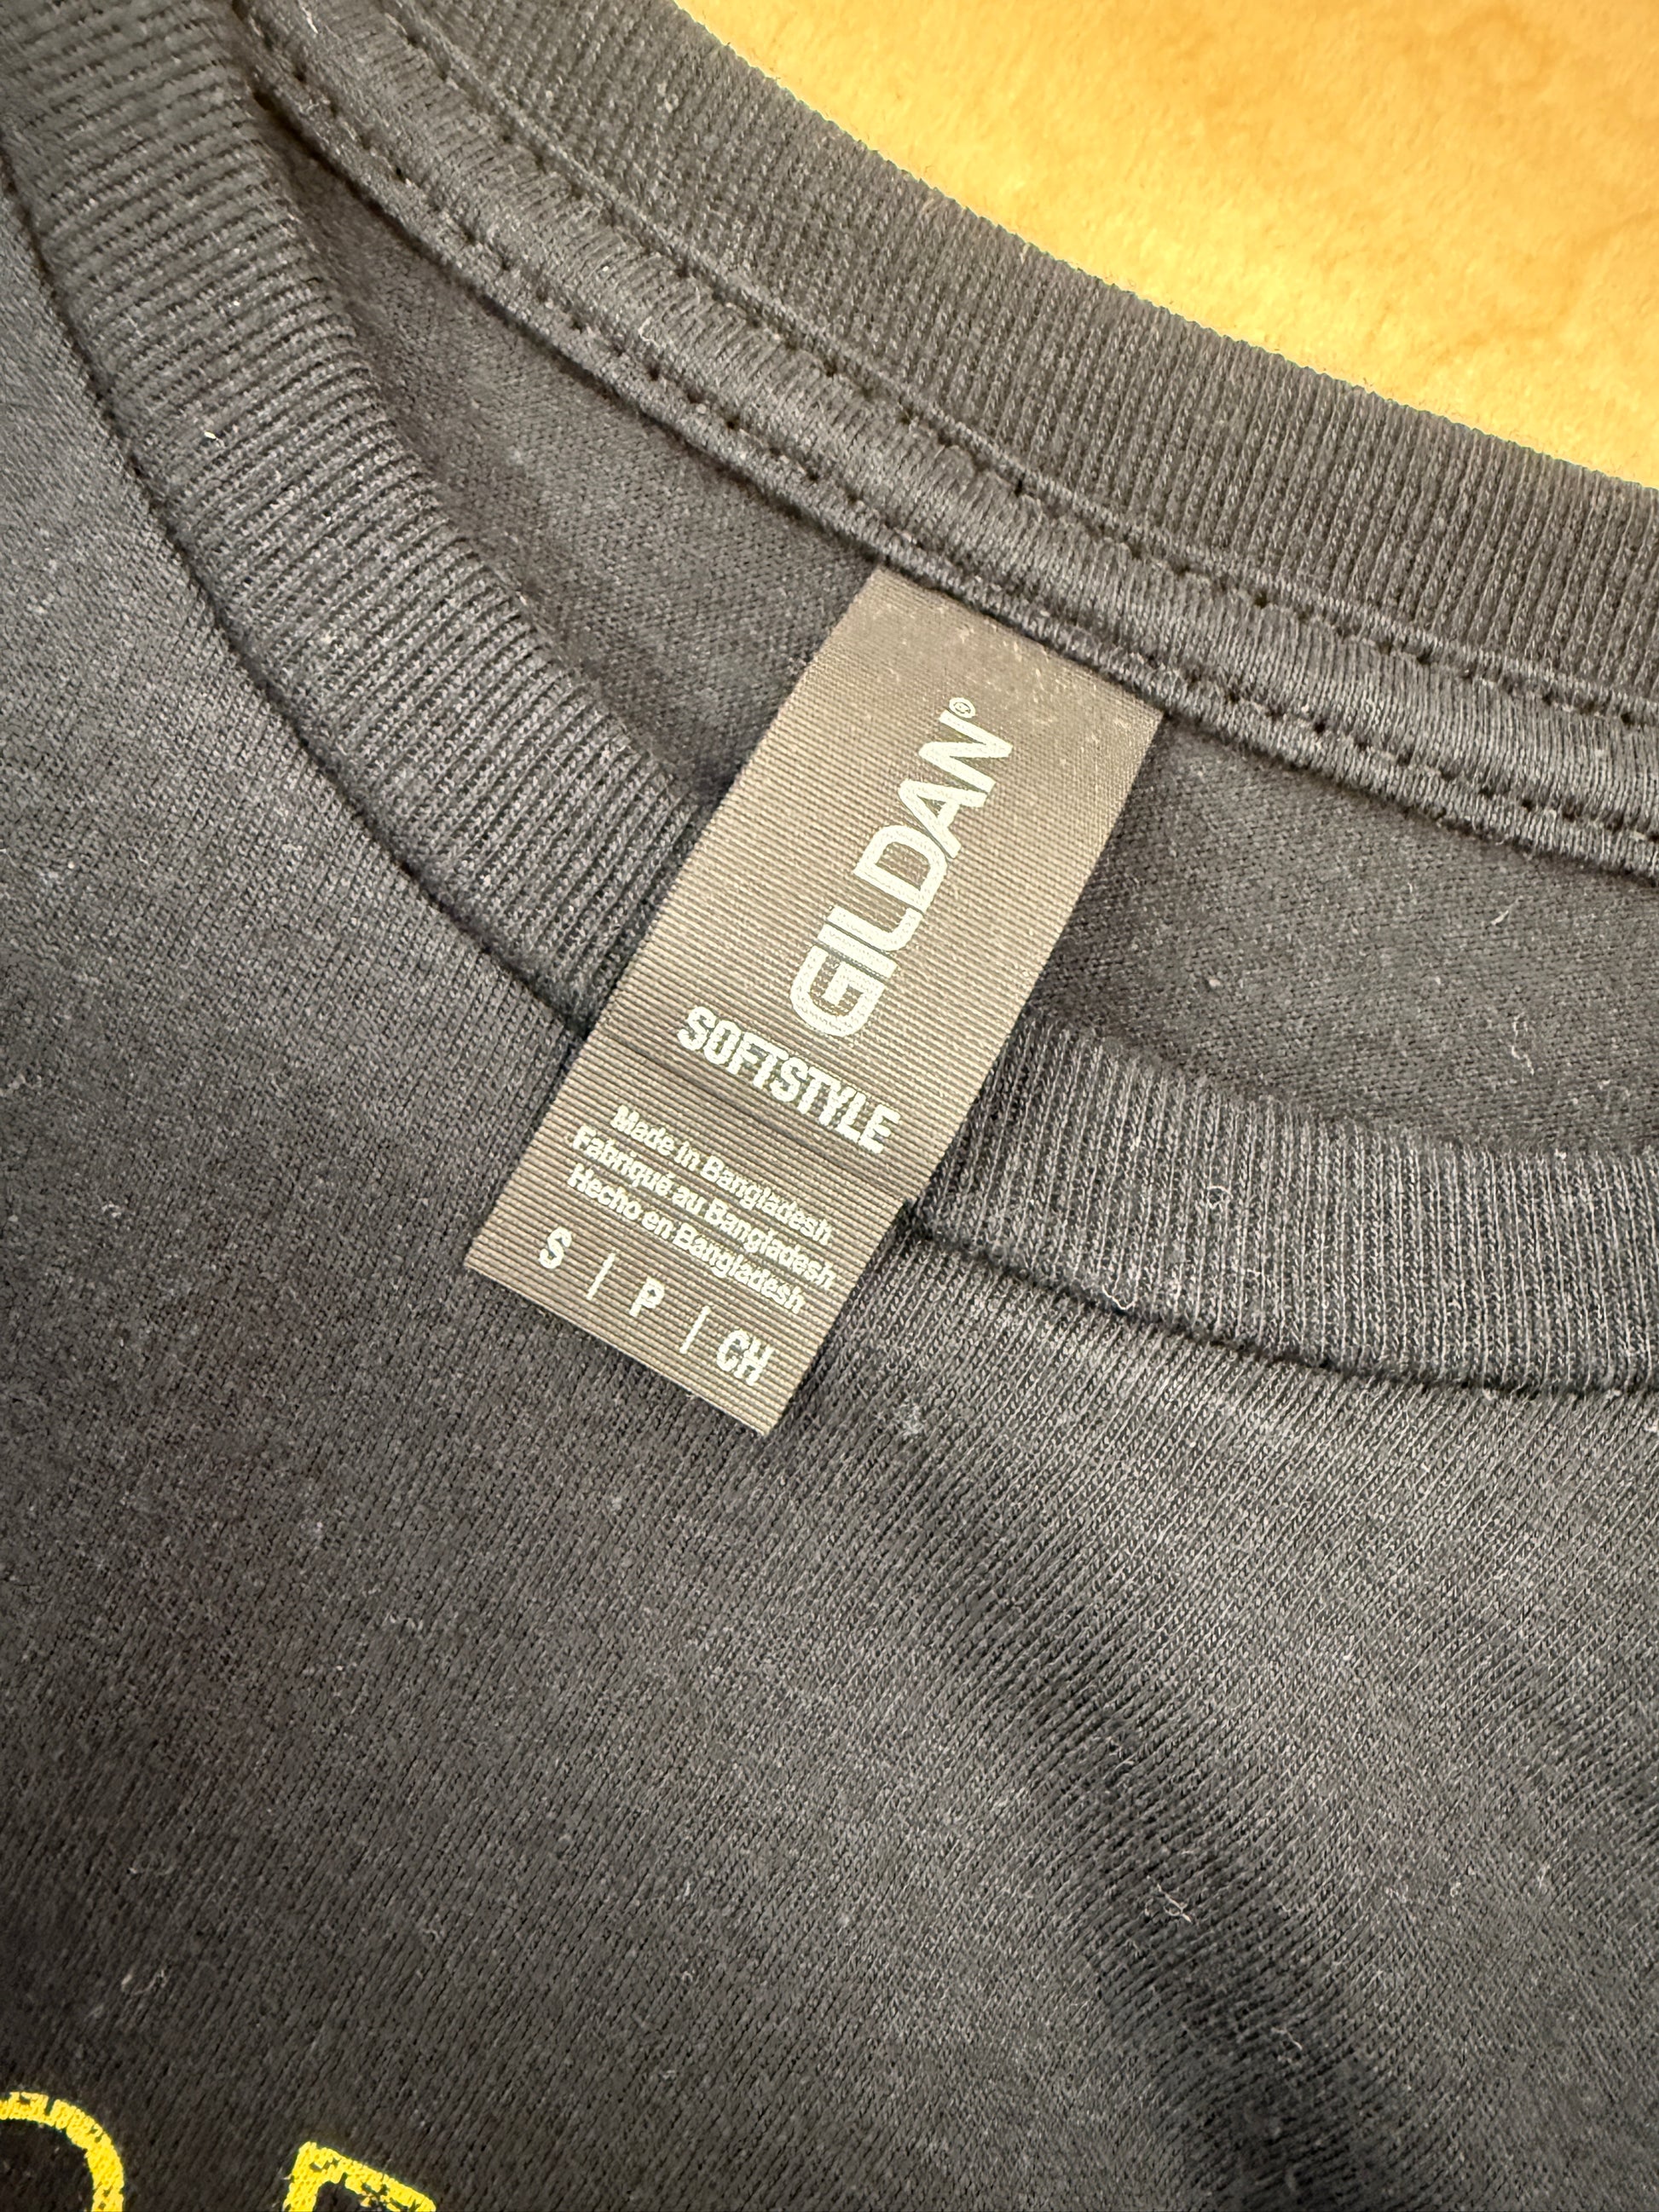 GILDAN®
SOFTSTYLE
Made in Bangladesh
Fabriqué au Bangladesh
Hecho en Bangladesh
S | P | CH